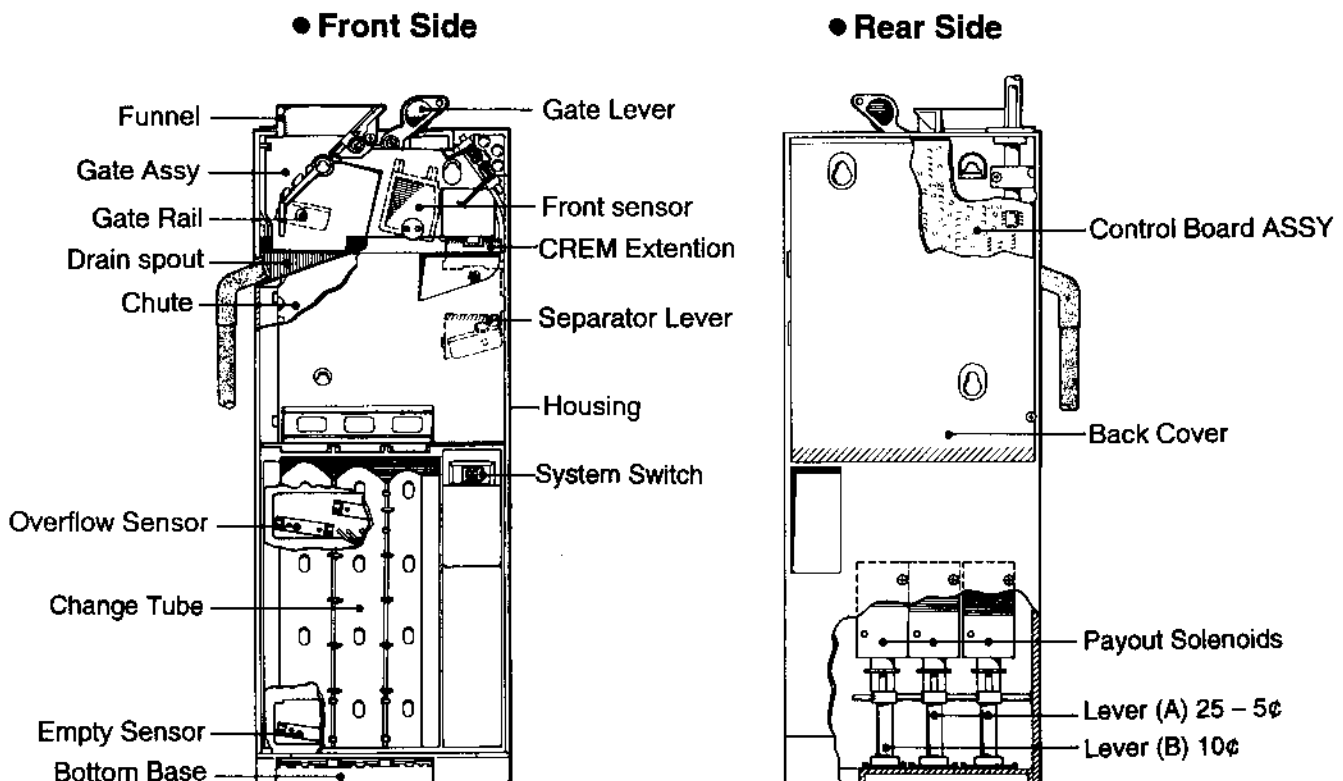 ● Front Side
Funnel
Gate Assy
Gate Rail
Drain spout
Chute
Overflow Sensor
Change Tube
Empty Sensor
Bottom Base
Gate Lever
Front sensor
CREM Extention
Separator Lever
Housing
System Switch
● Rear Side
Control Board ASSY
Back Cover
Payout Solenoids
Lever (A) 25 – 5¢
Lever (B) 10¢